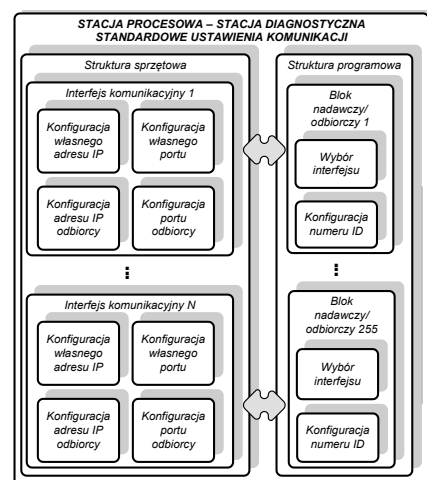 STACJA PROCESOWA – STACJA DIAGNOSTYCZNA
STANDARDOWE USTAWIENIA KOMUNIKACJI
Struktura sprzętowa
Interfejs komunikacyjny 1
Konfiguracja
własnego
adresu IP
Konfiguracja
własnego
portu
Konfiguracja
adresu IP
odbiorcy
Konfiguracja
portu
odbiorcy
...
Interfejs komunikacyjny N
Konfiguracja
własnego
adresu IP
Konfiguracja
własnego
portu
Konfiguracja
adresu IP
odbiorcy
Konfiguracja
portu
odbiorcy
Struktura programowa
Blok
nadawczy/
odbiorczy 1
Wybór
interfejsu
Konfiguracja
numeru ID
...
Blok
nadawczy/
odbiorczy 255
Wybór
interfejsu
Konfiguracja
numeru ID